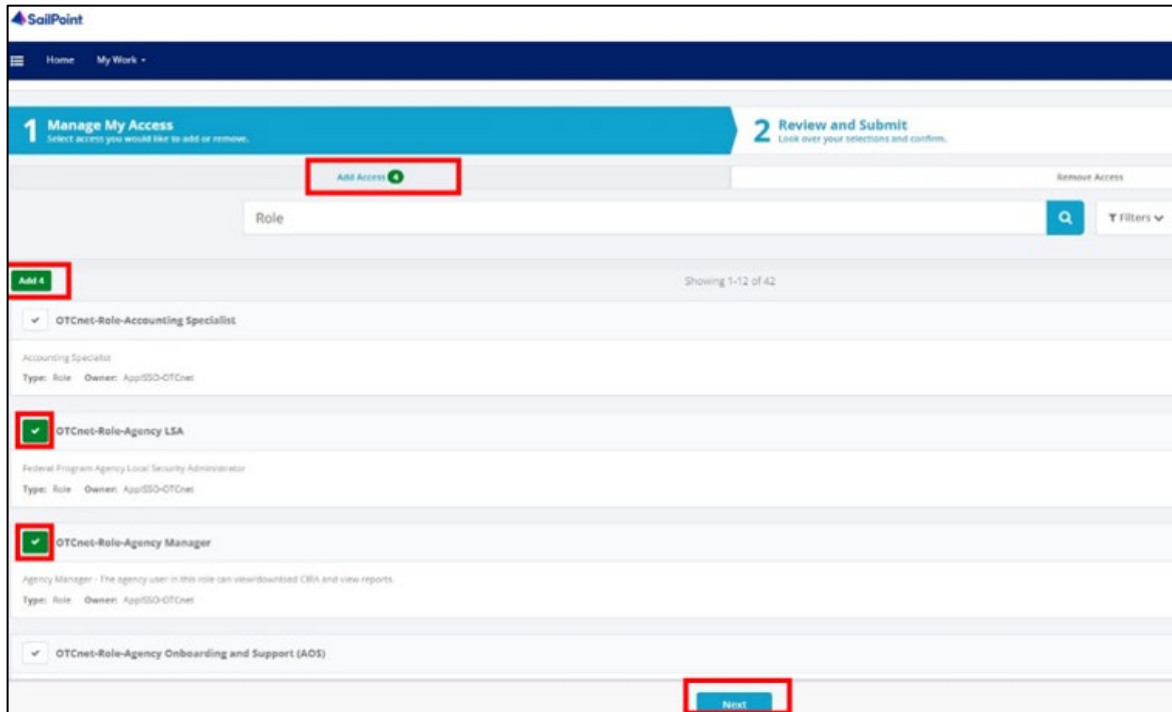 SailPoint
Home My Work
1 Manage My Access
Select access you would like to add or remove.
2 Review and Submit
Look over your selections and confirm.
Add Access 4
Remove Access
Role
Filters
Add 4
Showing 1-12 of 42
OTCnet-Role-Accounting Specialist
Accounting Specialist
Type: Role Owner: AppISSO-OTCnet
OTCnet-Role-Agency LSA
Federal Program Agency Local Security Administrator
Type: Role Owner: AppISSO-OTCnet
OTCnet-Role-Agency Manager
Agency Manager - The agency user in this role can view/download CIRA and view reports.
Type: Role Owner: AppISSO-OTCnet
OTCnet-Role-Agency Onboarding and Support (AOS)
Next